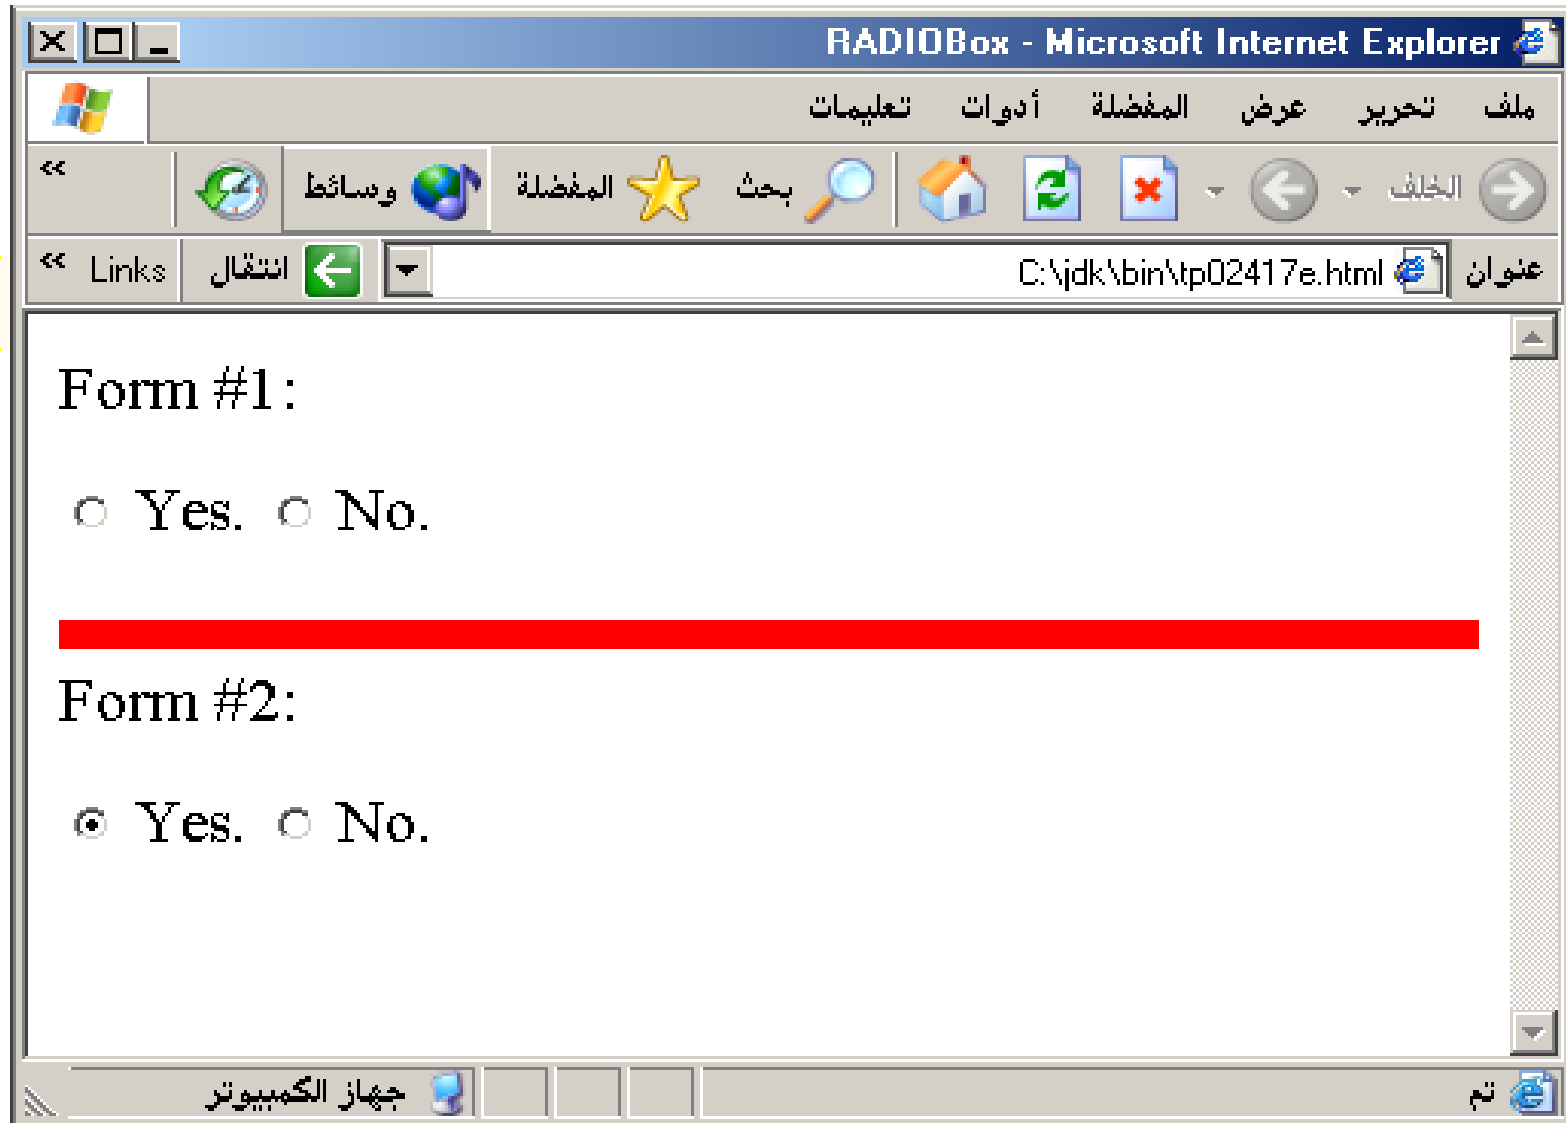 RADIOBox - Microsoft Internet Explorer
ملف تحرير عرض المفضلة أدوات تعليمات
الخلف بحث المفضلة وسائط »
عنوان C:\jdk\bin\tp02417e.html انتقال Links »
Form #1:
Yes. No.
Form #2:
Yes. No.
تم جهاز الكمبيوتر